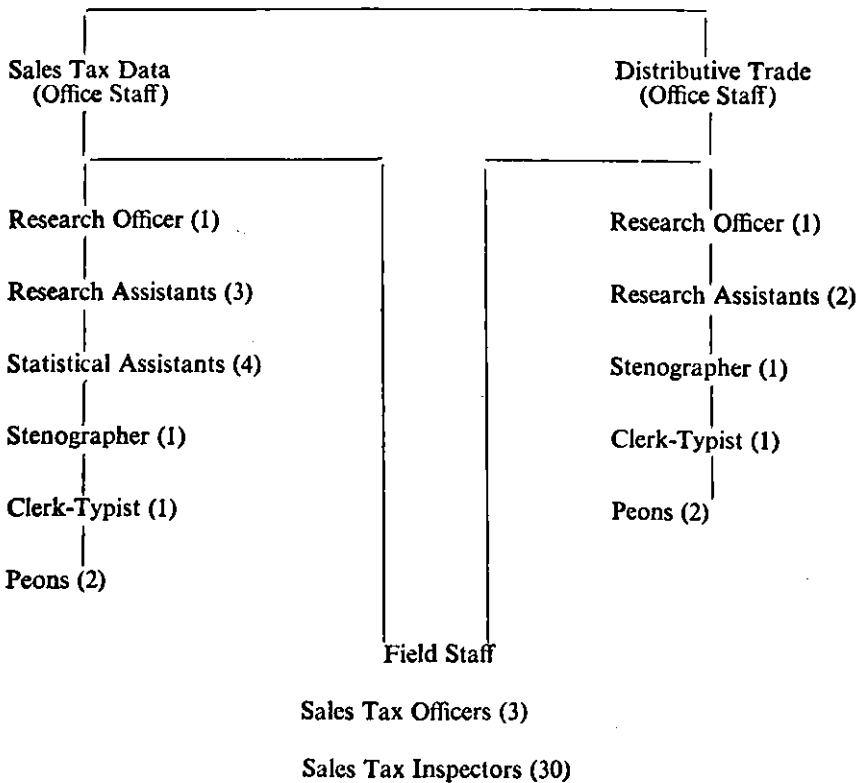 Sales Tax Data
(Office Staff)
Distributive Trade
(Office Staff)
Research Officer (1)
Research Assistants (3)
Statistical Assistants (4)
Stenographer (1)
Clerk-Typist (1)
Peons (2)
Research Officer (1)
Research Assistants (2)
Stenographer (1)
Clerk-Typist (1)
Peons (2)
Field Staff
Sales Tax Officers (3)
Sales Tax Inspectors (30)